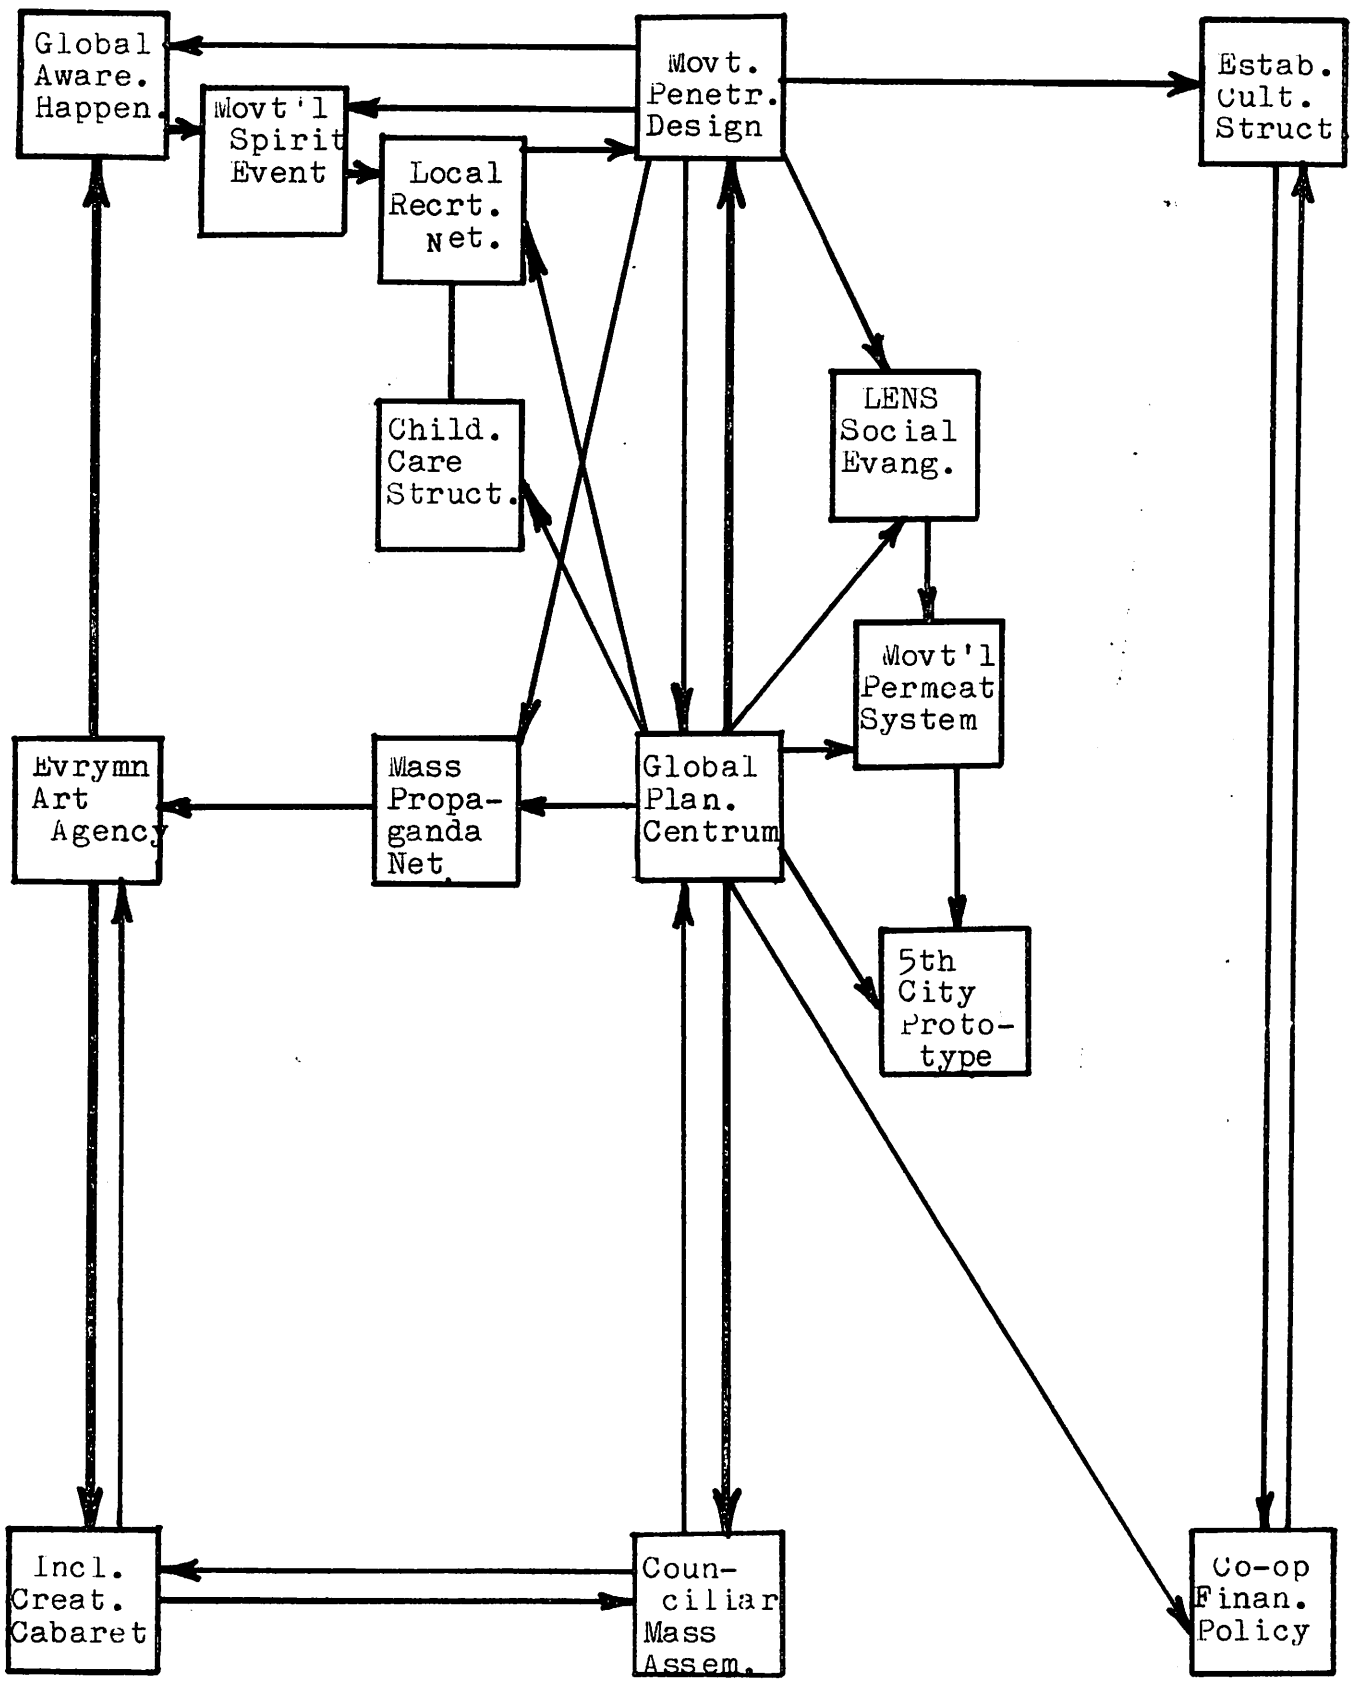 Global
Aware.
Happen.
Movt'l
Spirit
Event
Local
Recrt.
Net.
Movt.
Penetr.
Design
Estab.
Cult.
Struct
Child.
Care
Struct.
LENS
Social
Evang.
Movt'l
Permeat
System
Evrymn
Art
Agency
Mass
Propa-
ganda
Net.
Global
Plan.
Centrum
5th
City
Proto-
type
Incl.
Creat.
Cabaret
Coun-
ciliar
Mass
Assem.
Co-op
Finan.
Policy